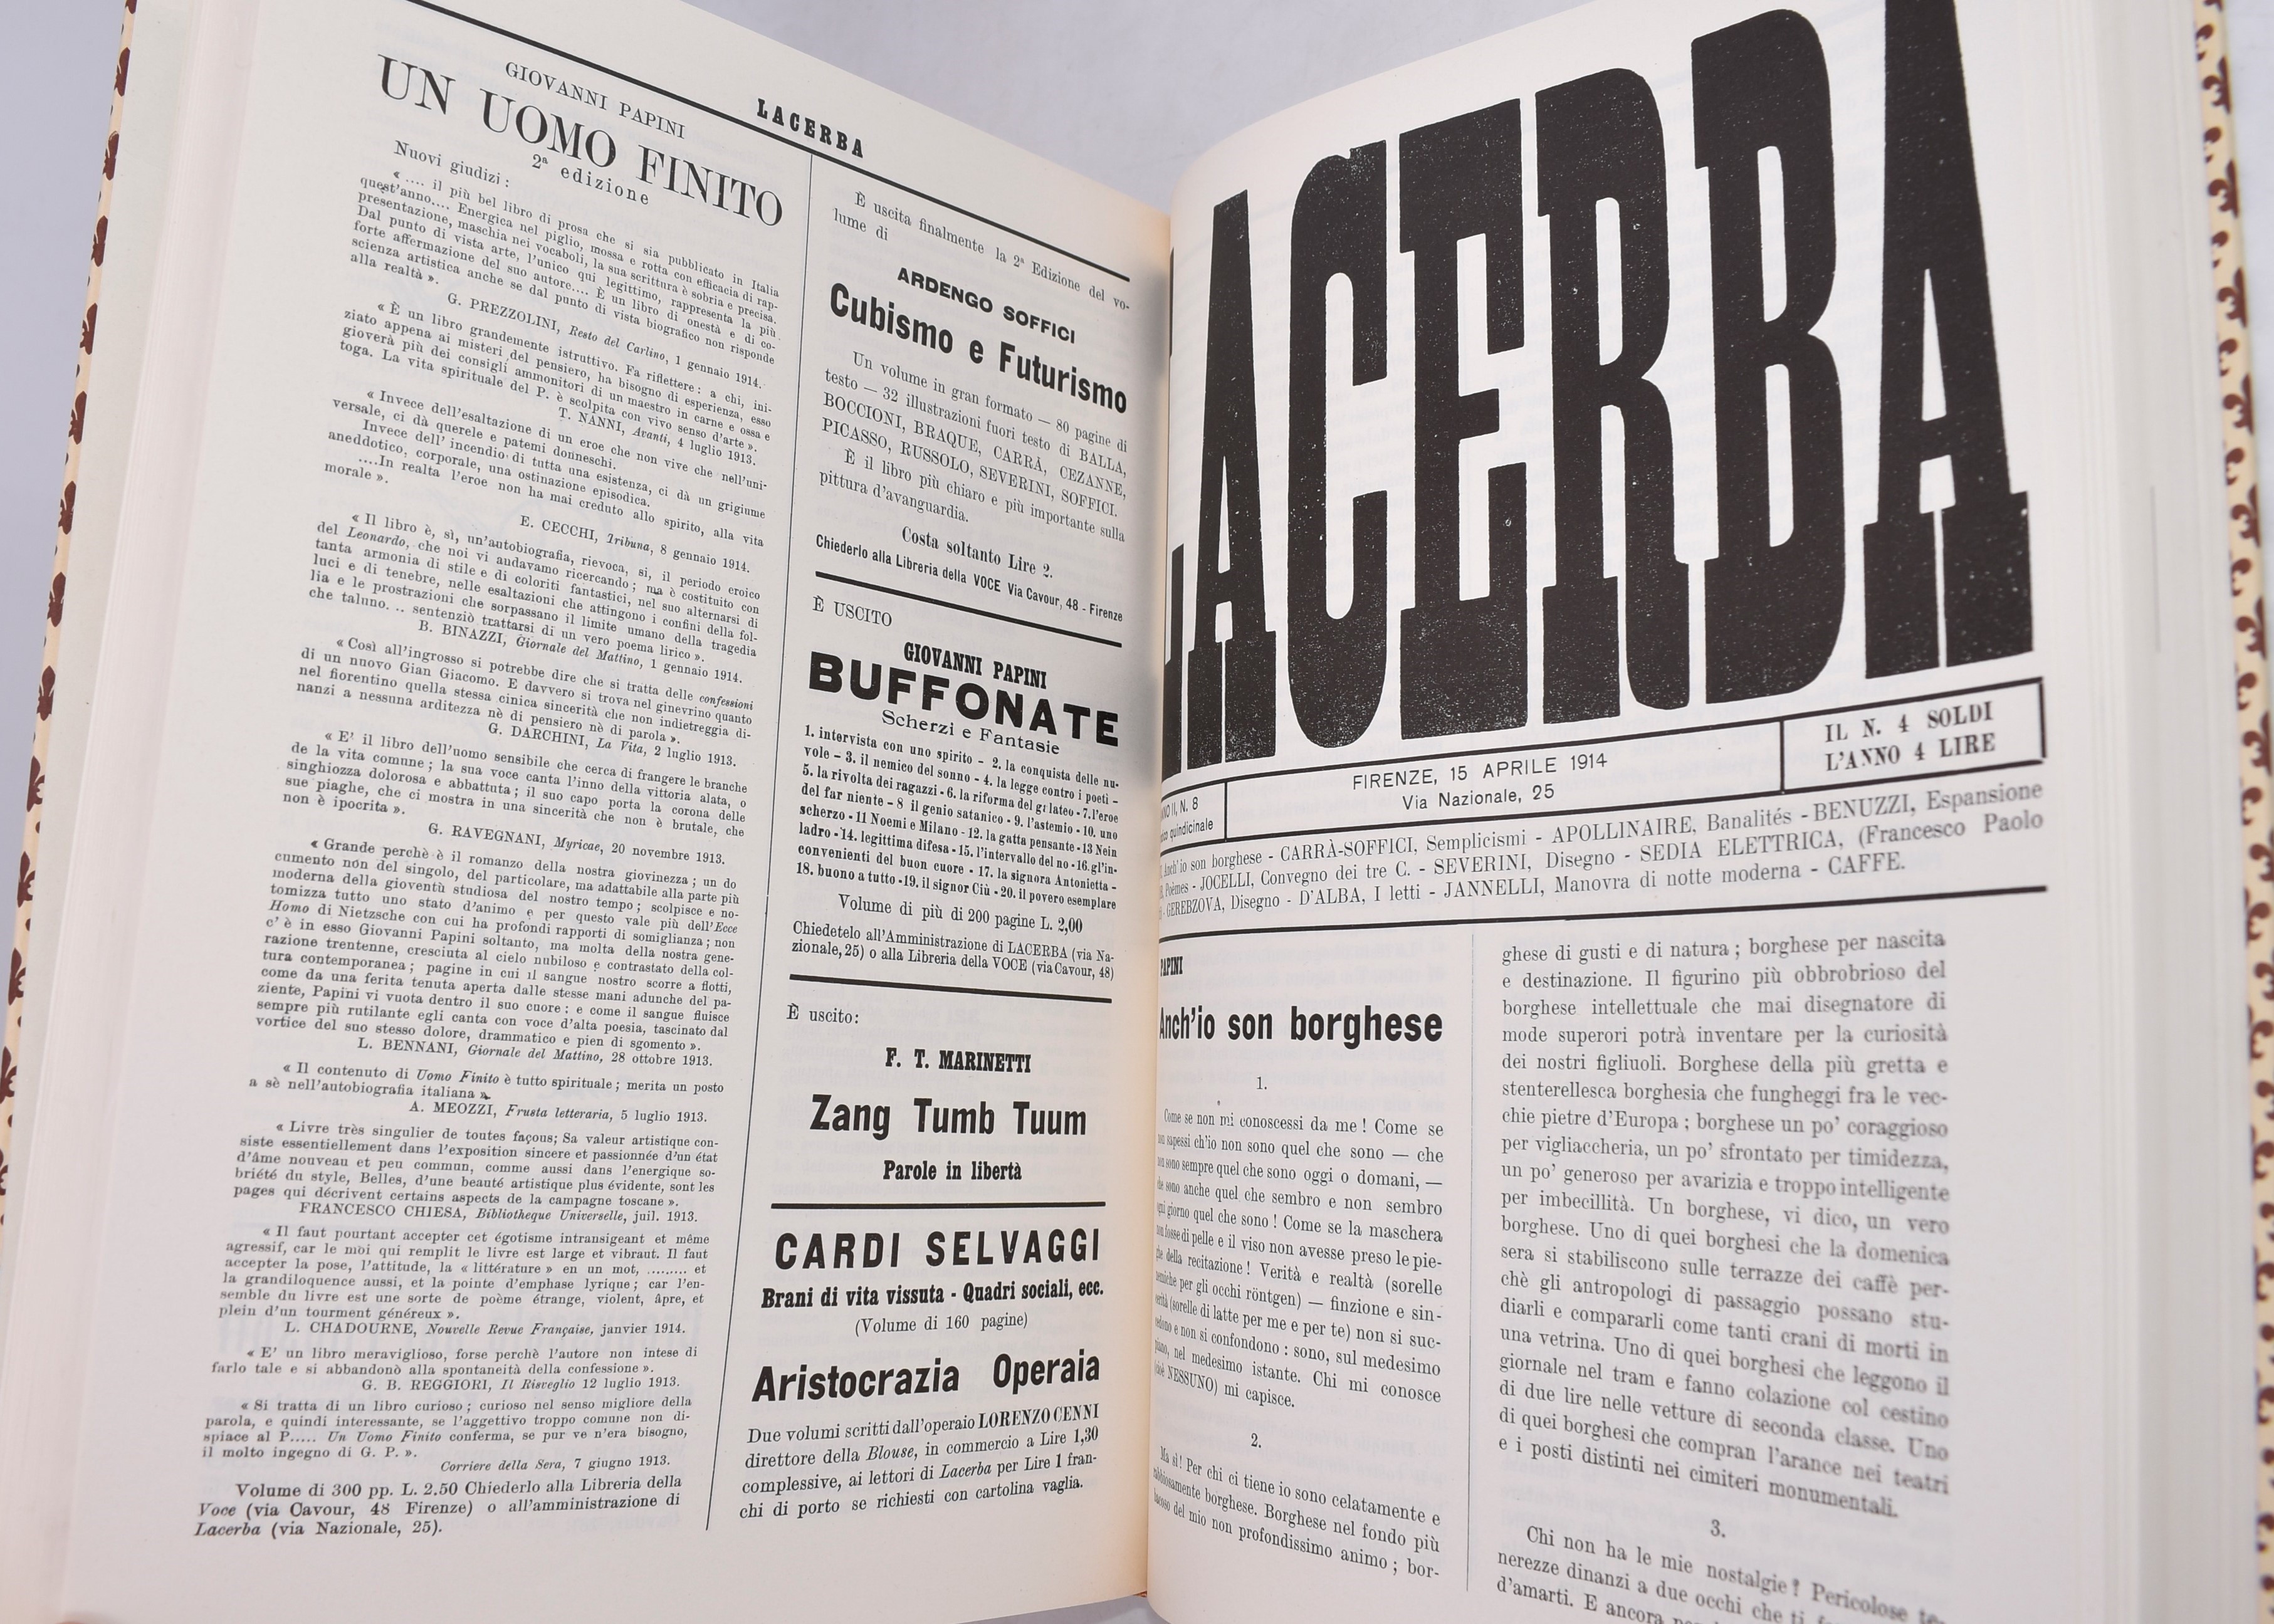 LACERBA
GIOVANNI PAPINI
UN UOMO FINITO
2ª edizione
Nuovi giudizi:
« .... il più bel libro di prosa che si sia pubblicato in Italia
quest'anno.... Energica nel piglio, mossa e rotta con efficacia di rap-
presentazione, maschia nei vocaboli, la sua scrittura è sobria e precisa.
Dal punto di vista arte, l'unico qui legittimo, rappresenta la più
forte affermazione del suo autore.... È un libro di onestà e di co-
scienza artistica anche se dal punto di vista biografico non risponde
alla realtà ».
G. PREZZOLINI, Resto del Carlino, 1 gennaio 1914.
« È un libro grandemente istruttivo. Fa riflettere: a chi, ini-
ziato appena ai misteri del pensiero, ha bisogno di esperienza, esso
gioverà più dei consigli ammonitori di un maestro in carne e ossa e
toga. La vita spirituale del P. è scolpita con vivo senso d'arte ».
T. NANNI, Avanti, 4 luglio 1913.
« Invece dell'esaltazione di un eroe che non vive che nell'uni-
versale, ci dà querele e patemi donneschi.
Invece dell' incendio di tutta una esistenza, ci dà un grigiume
aneddotico, corporale, una ostinazione episodica.
....In realta l'eroe non ha mai creduto allo spirito, alla vita
morale ».
E. CECCHI, Tribuna, 8 gennaio 1914.
« Il libro è, sì, un'autobiografia, rievoca, si, il periodo eroico
del Leonardo, che noi vi audavamo ricercando; ma è costituito con
tanta armonia di stile e di coloriti fantastici, nel suo alternarsi di
luci e di tenebre, nelle esaltazioni che attingono i confini della fol-
lia e le prostrazioni che sorpassano il limite umano della tragedia
che taluno. .. sentenziò trattarsi di un vero poema lirico ».
B. BINAZZI, Giornale del Mattino, 1 gennaio 1914.
« Così all'ingrosso si potrebbe dire che si tratta delle confessioni
di un nuovo Gian Giacomo. E davvero si trova nel ginevrino quanto
nel fiorentino quella stessa cinica sincerità che non indietreggia di-
nanzi a nessuna arditezza nè di pensiero nè di parola ».
G. DARCHINI, La Vita, 2 luglio 1913.
« E' il libro dell'uomo sensibile che cerca di frangere le branche
de la vita comune; la sua voce canta l'inno della vittoria alata, o
singhiozza dolorosa e abbattuta; il suo capo porta la corona delle
sue piaghe, che ci mostra in una sincerità che non è brutale, che
non è ipocrita ».
G. RAVEGNANI, Myricae, 20 novembre 1913.
« Grande perchè è il romanzo della nostra giovinezza; un do
cumento non del singolo, del particolare, ma adattabile alla parte più
moderna della gioventù studiosa del nostro tempo; scolpisce e no-
tomizza tutto uno stato d'animo e per questo vale più dell'Ecce
Homo di Nietzsche con cui ha profondi rapporti di somiglianza; non
c'è in esso Giovanni Papini soltanto, ma molta della nostra gene-
razione trentenne, cresciuta al cielo nubiloso e contrastato della col-
tura contemporanea; pagine in cui il sangue nostro scorre a flotti,
come da una ferita tenuta aperta dalle stesse mani adunche del pa-
ziente, Papini vi vuota dentro il suo cuore: e come il sangue fluisce
sempre più rutilante egli canta con voce d'alta poesia, tascinato dal
vortice del suo stesso dolore, drammatico e pien di sgomento ».
L. BENNANI, Giornale del Mattino, 28 ottobre 1913.
« Il contenuto di Uomo Finito è tutto spirituale; merita un posto
a sè nell'autobiografia italiana ».
A. MEOZZI, Frusta letteraria, 5 luglio 1913.
« Livre très singulier de toutes façous; Sa valeur artistique con-
siste essentiellement dans l'exposition sincere et passionnée d'un état
d'âme nouveau et peu commun, comme aussi dans l'energique so-
briété du style, Belles, d'une beauté artistique plus évidente, sont les
pages qui décrivent certains aspects de la campagne toscane ».
FRANCESCO CHIESA, Bibliotheque Universelle, juil. 1913.
« Il faut pourtant accepter cet égotisme intransigeant et même
agressif, car le moi qui remplit le livre est large et vibraut. Il faut
accepter la pose, l'attitude, la « littérature » en un mot, ......... et
la grandiloquence aussi, et la pointe d'emphase lyrique; car l'en-
semble du livre est une sorte de poème étrange, violent, âpre, et
plein d'un tourment généreux ».
L. CHADOURNE, Nouvelle Revue Française, janvier 1914.
« E' un libro meraviglioso, forse perchè l'autore non intese di
farlo tale e si abbandonò alla spontaneità della confessione ».
G. B. REGGIORI, Il Risveglio 12 luglio 1913.
« Si tratta di un libro curioso; curioso nel senso migliore della
parola, e quindi interessante, se l'aggettivo troppo comune non di-
spiace al P..... Un Uomo Finito conferma, se pur ve n'era bisogno,
il molto ingegno di G. P. ».
Corriere della Sera, 7 giugno 1913.
Volume di 300 pp. L. 2.50 Chiederlo alla Libreria della
Voce (via Cavour, 48 Firenze) o all'amministrazione di
Lacerba (via Nazionale, 25).
È uscita finalmente la 2ª Edizione del vo-
lume di
ARDENGO SOFFICI
Cubismo e Futurismo
Un volume in gran formato — 80 pagine di
testo — 32 illustrazioni fuori testo di BALLA,
BOCCIONI, BRAQUE, CARRÀ, CEZANNE,
PICASSO, RUSSOLO, SEVERINI, SOFFICI.
È il libro più chiaro e più importante sulla
pittura d'avanguardia.
Costa soltanto Lire 2.
Chiederlo alla Libreria della VOCE Via Cavour, 48 - Firenze
È USCITO
GIOVANNI PAPINI
BUFFONATE
Scherzi e Fantasie
1. intervista con uno spirito - 2. la conquista delle nu-
vole - 3. il nemico del sonno - 4. la legge contro i poeti -
5. la rivolta dei ragazzi - 6. la riforma del galateo - 7. l'eroe
del far niente - 8 il genio satanico - 9. l'astemio - 10. uno
scherzo - 11 Noemi e Milano - 12. la gatta pensante - 13 Nein
ladro - 14. legittima difesa - 15. l'intervallo del no - 16. gl'in-
convenienti del buon cuore - 17. la signora Antonietta -
18. buono a tutto - 19. il signor Ciù - 20. il povero esemplare
Volume di più di 200 pagine L. 2,00
Chiedetelo all'Amministrazione di LACERBA (via Na-
zionale, 25) o alla Libreria della VOCE (via Cavour, 48)
È uscito:
F. T. MARINETTI
Zang Tumb Tuum
Parole in libertà
CARDI SELVAGGI
Brani di vita vissuta - Quadri sociali, ecc.
(Volume di 160 pagine)
Aristocrazia Operaia
Due volumi scritti dall'operaio LORENZO CENNI
direttore della Blouse, in commercio a Lire 1,30
complessive, ai lettori di Lacerba per Lire 1 fran-
chi di porto se richiesti con cartolina vaglia.
LACERBA
II, N. 8
quindicinale
FIRENZE, 15 APRILE 1914
Via Nazionale, 25
IL N. 4 SOLDI
L'ANNO 4 LIRE
Anch'io son borghese - CARRÀ-SOFFICI, Semplicismi - APOLLINAIRE, Banalités - BENUZZI, Espansione
Poèmes - JOCELLI, Convegno dei tre C. - SEVERINI, Disegno - SEDIA ELETTRICA, (Francesco Paolo
- GEREBZOVA, Disegno - D'ALBA, I letti - JANNELLI, Manovra di notte moderna - CAFFE.
PAPINI
Anch'io son borghese
1.
Come se non mi conoscessi da me! Come se
sapessi ch'io non sono quel che sono — che
sono sempre quel che sono oggi o domani, —
sono anche quel che sembro e non sembro
giorno quel che sono! Come se la maschera
fosse di pelle e il viso non avesse preso le pie-
della recitazione! Verità e realtà (sorelle
per gli occhi röntgen) — finzione e sin-
(sorelle di latte per me e per te) non si suc-
e non si confondono: sono, sul medesimo
nel medesimo istante. Chi mi conosce
NESSUNO) mi capisce.
2.
Ma sì! Per chi ci tiene io sono celatamente e
borghese. Borghese nel fondo più
del mio non profondissimo animo; bor-
ghese di gusti e di natura; borghese per nascita
e destinazione. Il figurino più obbrobrioso del
borghese intellettuale che mai disegnatore di
mode superori potrà inventare per la curiosità
dei nostri figliuoli. Borghese della più gretta e
stenterellesca borghesia che fungheggi fra le vec-
chie pietre d'Europa; borghese un po' coraggioso
per vigliaccheria, un po' sfrontato per timidezza,
un po' generoso per avarizia e troppo intelligente
per imbecillità. Un borghese, vi dico, un vero
borghese. Uno di quei borghesi che la domenica
sera si stabiliscono sulle terrazze dei caffè per-
chè gli antropologi di passaggio possano stu-
diarli e compararli come tanti crani di morti in
una vetrina. Uno di quei borghesi che leggono il
giornale nel tram e fanno colazione col cestino
di due lire nelle vetture di seconda classe. Uno
di quei borghesi che compran l'arance nei teatri
e i posti distinti nei cimiteri monumentali.
3.
Chi non ha le mie nostalgie? Pericolose te-
nerezze dinanzi a due occhi che ti
d'amarti. E ancora